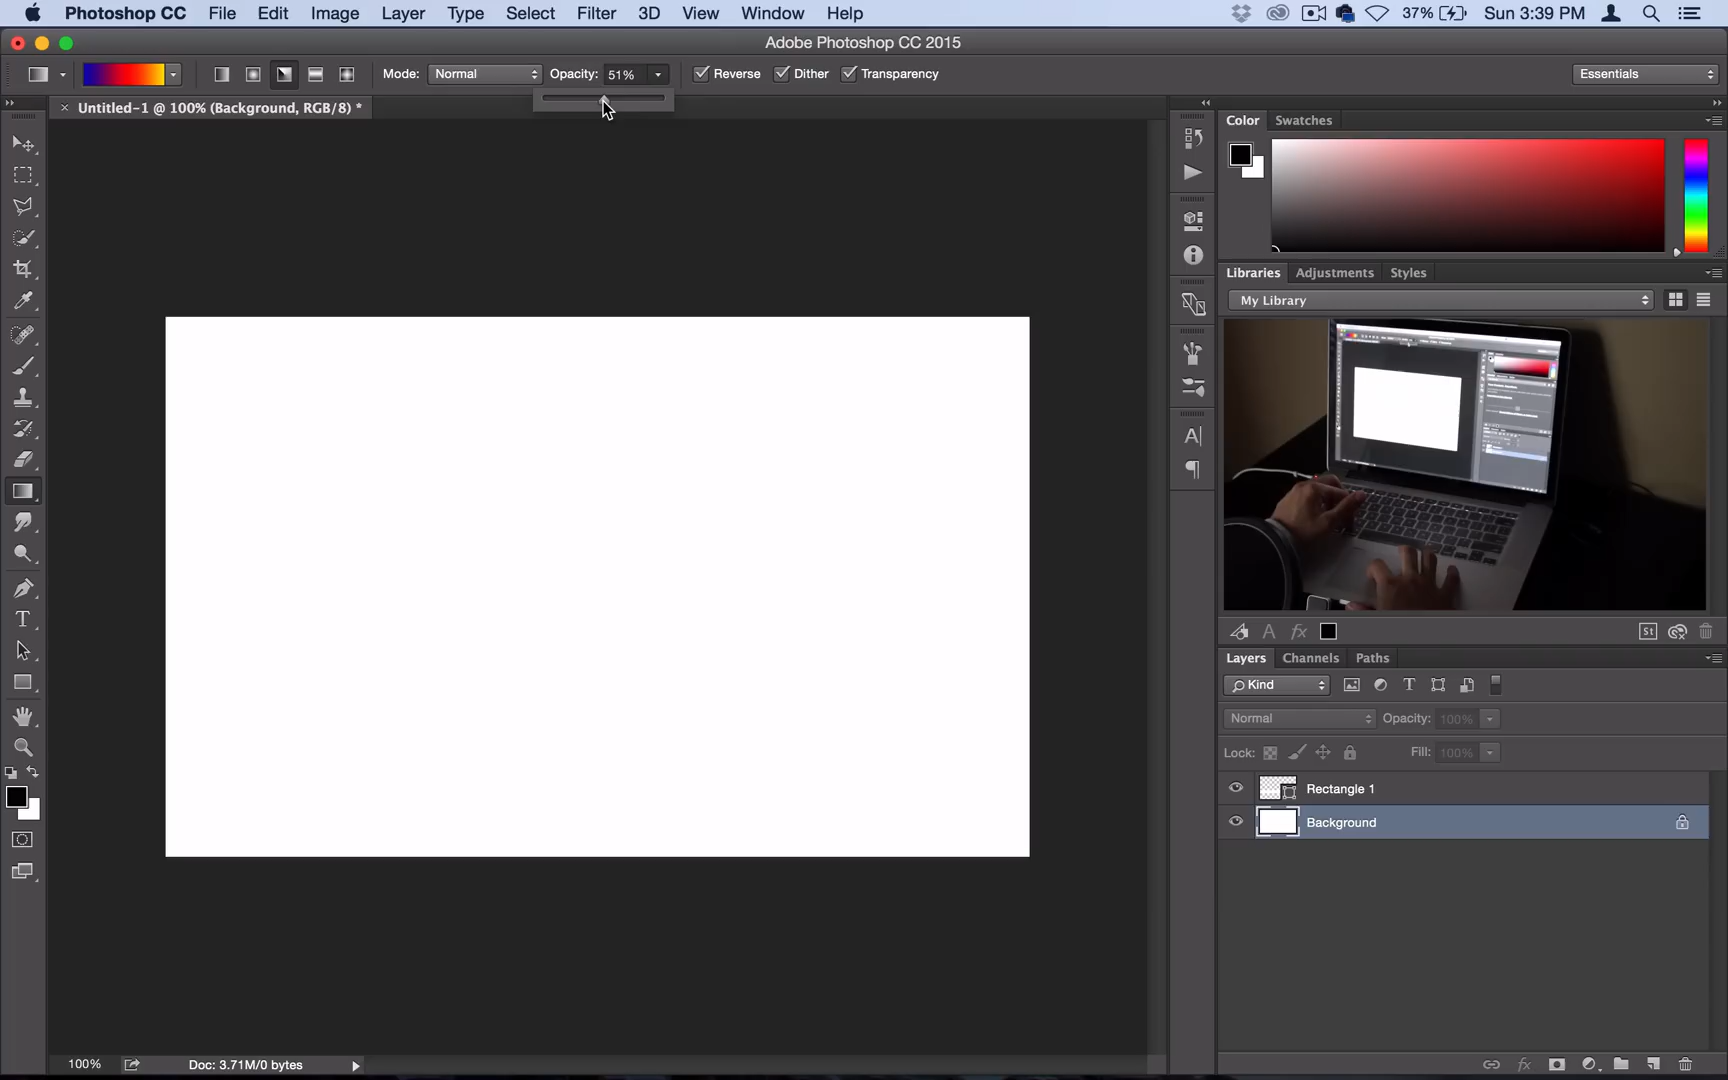 Photoshop CC File Edit Image Layer Type Select Filter 3D View Window Help 37% Sun 3:39 PM
Adobe Photoshop CC 2015
Mode: Normal Opacity: 51% Reverse Dither Transparency Essentials
Untitled-1 @ 100% (Background, RGB/8) *
Color Swatches
Libraries Adjustments Styles
My Library
A|
T
A fx St
Layers Channels Paths
Kind T
Normal Opacity: 100%
Lock: Fill: 100%
Rectangle 1
Background
100% Doc: 3.71M/0 bytes fx